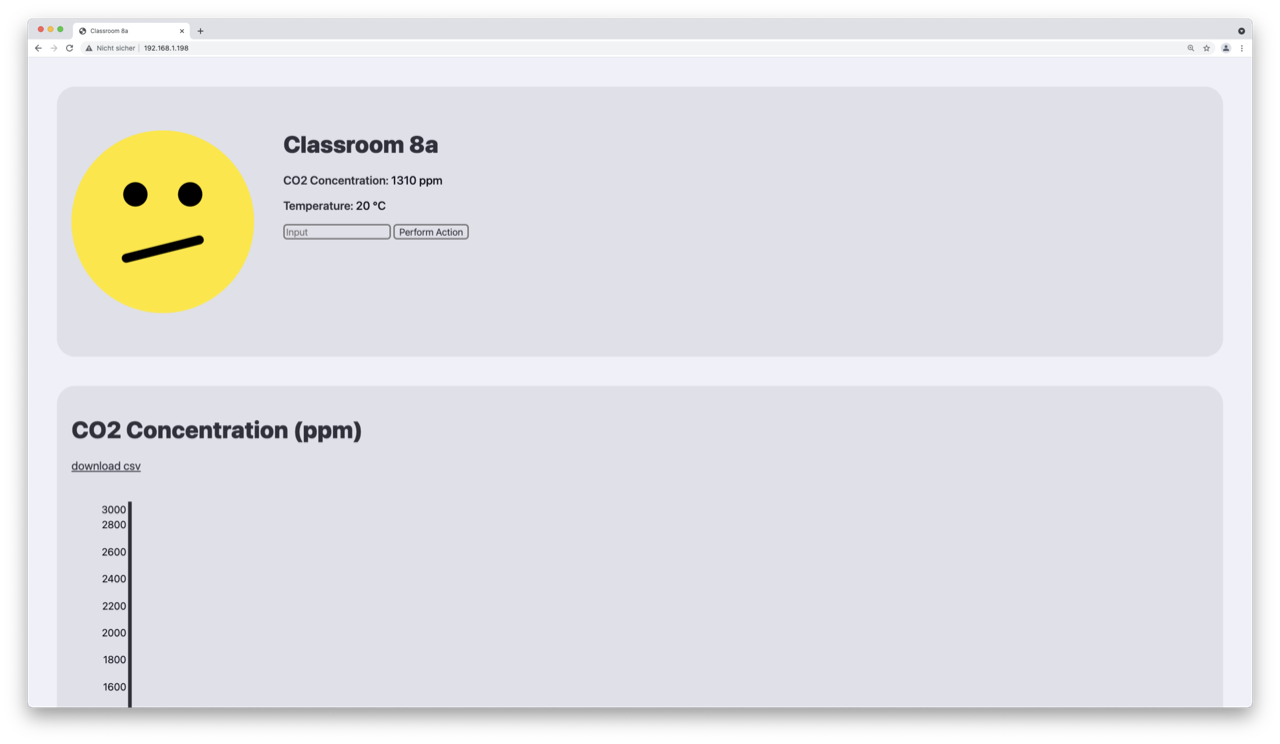 Classroom 8a
Nicht sicher 192.168.1.198
Classroom 8a
CO2 Concentration: 1310 ppm
Temperature: 20 °C
Input Perform Action
CO2 Concentration (ppm)
download csv
3000
2800
2600
2400
2200
2000
1800
1600